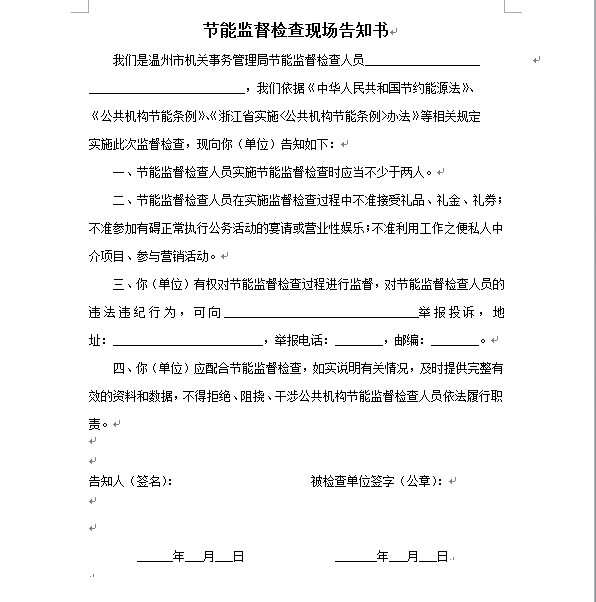 节能监督检查现场告知书
我们是温州市机关事务管理局节能监督检查人员___________________
__________________________，我们依据《中华人民共和国节约能源法》、
《公共机构节能条例》、《浙江省实施<公共机构节能条例>办法》等相关规定
实施此次监督检查，现向你（单位）告知如下：
一、节能监督检查人员实施节能监督检查时应当不少于两人。
二、节能监督检查人员在实施监督检查过程中不准接受礼品、礼金、礼券；
不准参加有碍正常执行公务活动的宴请或营业性娱乐；不准利用工作之便私人中
介项目、参与营销活动。
三、你（单位）有权对节能监督检查过程进行监督，对节能监督检查人员的
违法违纪行为，可向________________________________举报投诉，地
址：_________________________，举报电话：________，邮编：________。
四、你（单位）应配合节能监督检查，如实说明有关情况，及时提供完整有
效的资料和数据，不得拒绝、阻挠、干涉公共机构节能监督检查人员依法履行职
责。
告知人（签名）： 被检查单位签字（公章）：
______年___月___日 _______年___月___日